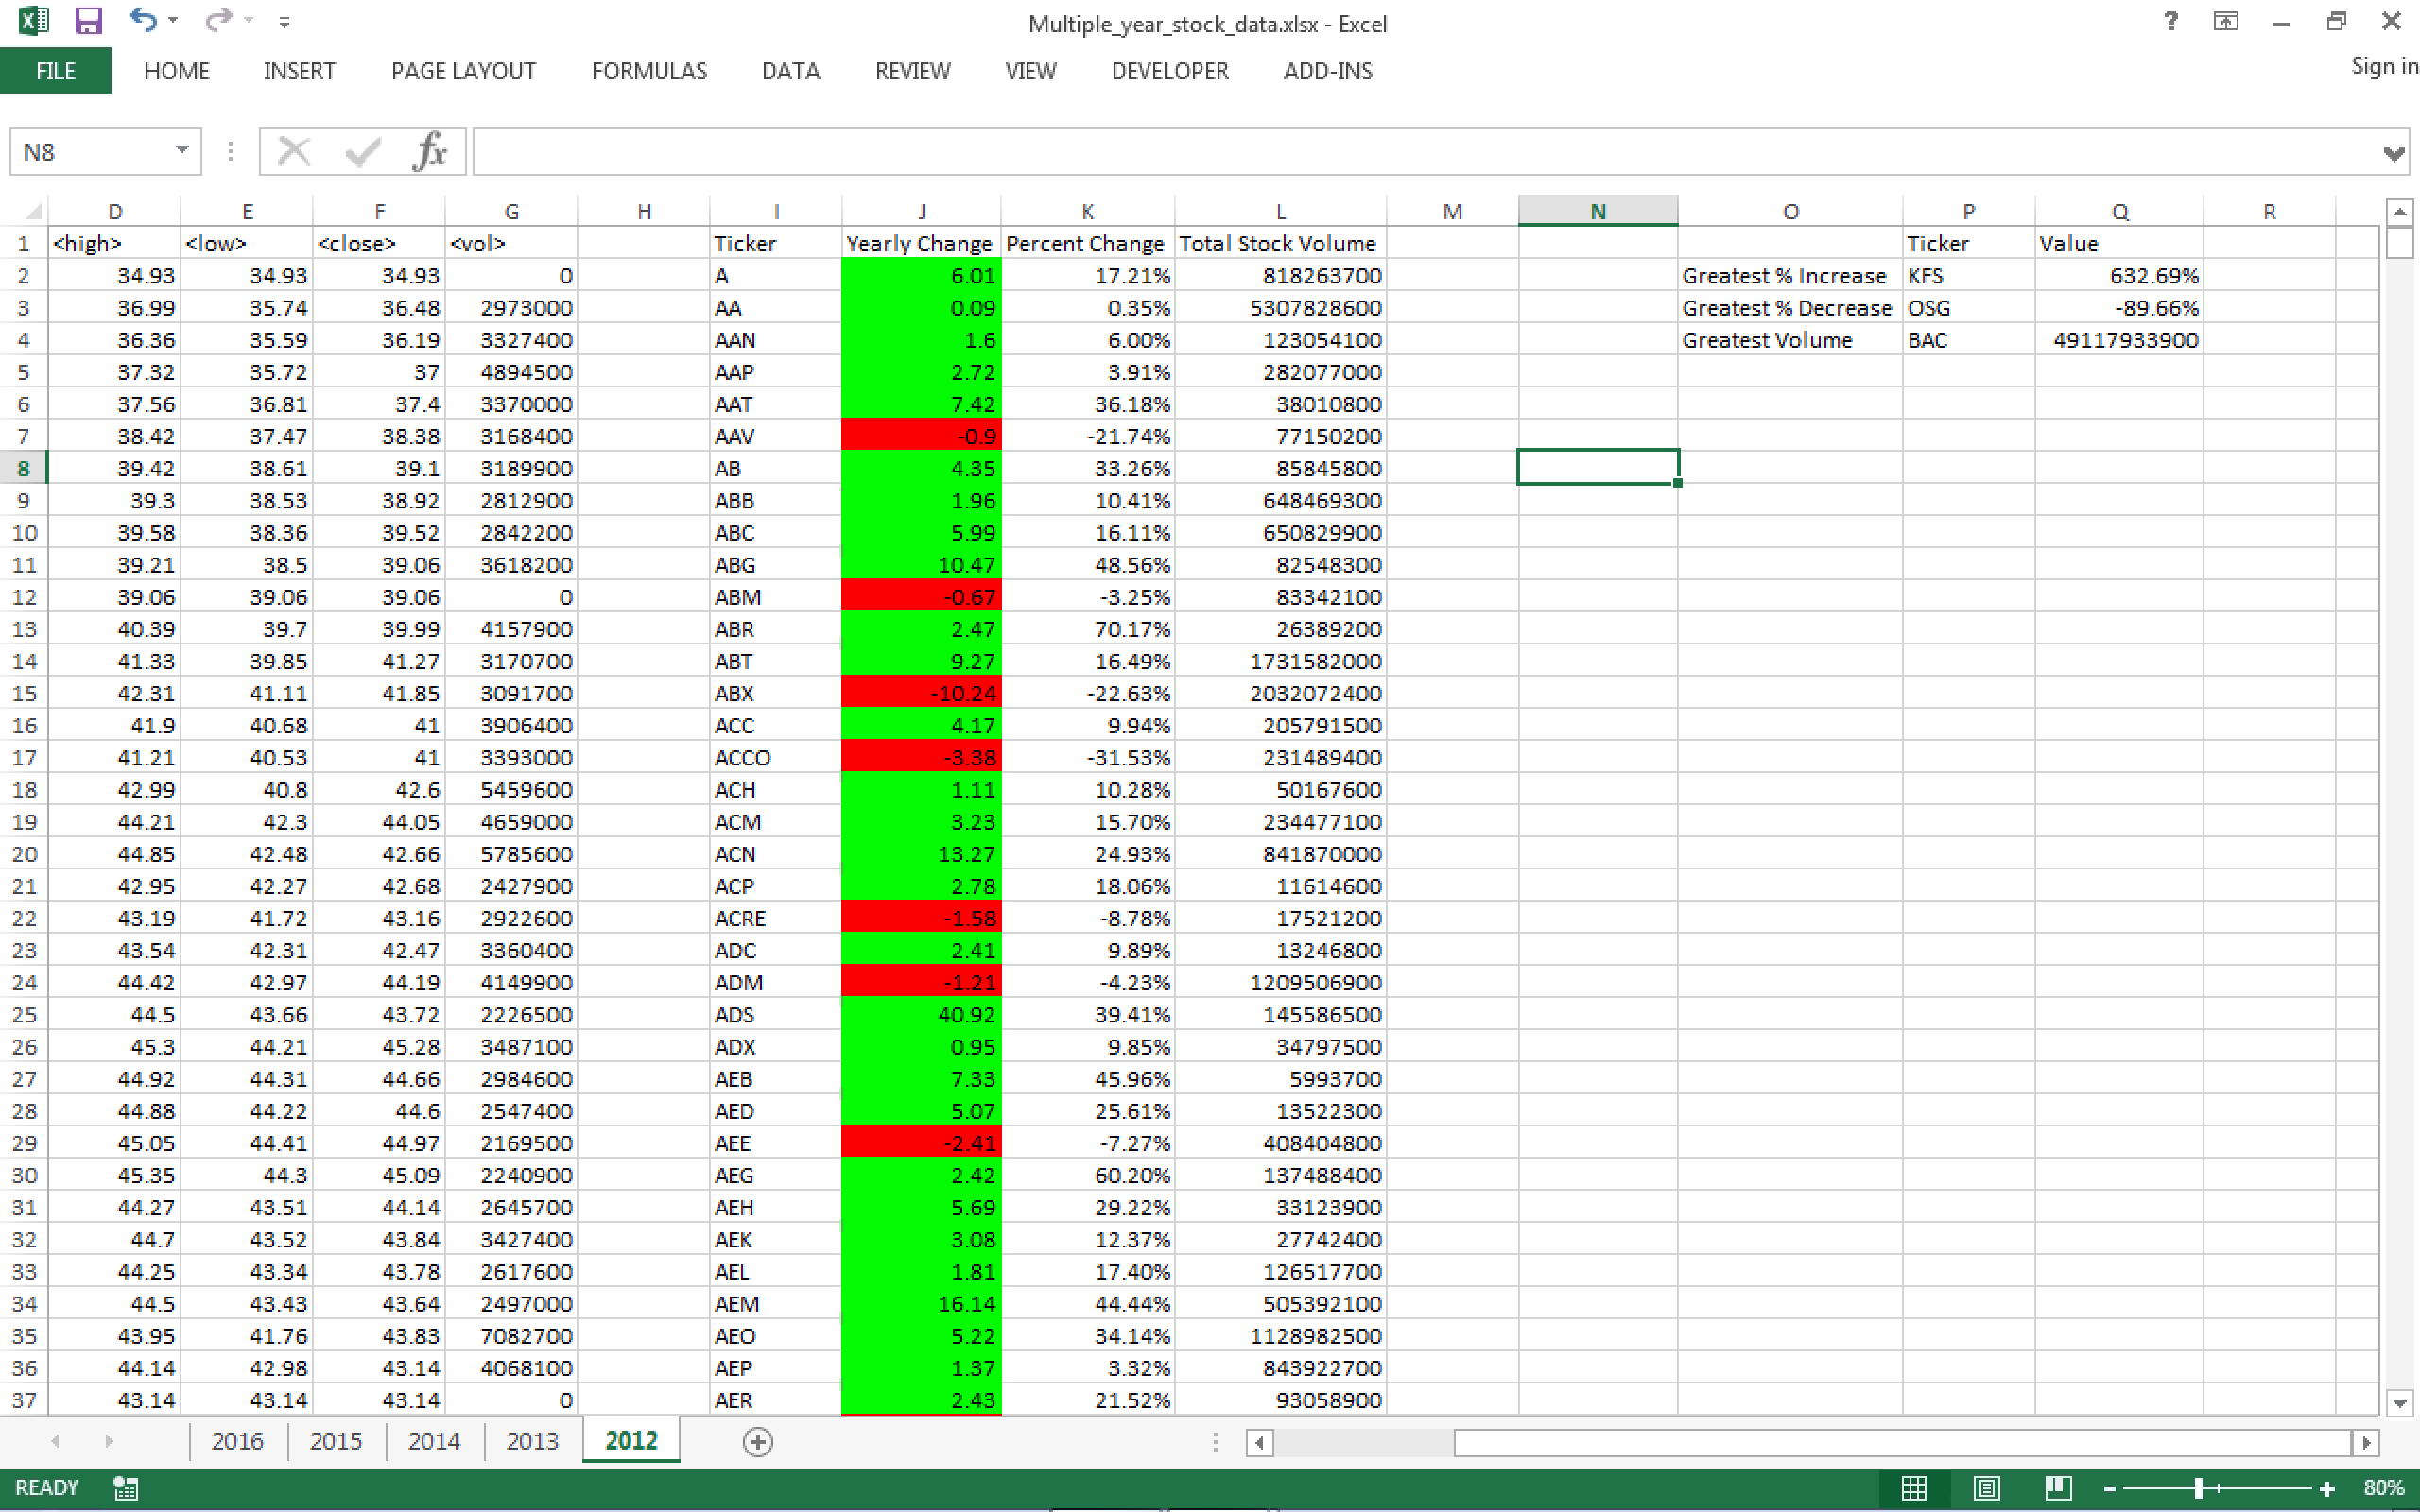 Multiple_year_stock_data.xlsx - Excel
?
Sign in
FILE HOME INSERT PAGE LAYOUT FORMULAS DATA REVIEW VIEW DEVELOPER ADD-INS
N8 fx
D E F G H I J K L M N O P Q R
1 <high> <low> <close> <vol> Ticker Yearly Change Percent Change Total Stock Volume Ticker Value
2 34.93 34.93 34.93 0 A 6.01 17.21% 818263700 Greatest % Increase KFS 632.69%
3 36.99 35.74 36.48 2973000 AA 0.09 0.35% 5307828600 Greatest % Decrease OSG -89.66%
4 36.36 35.59 36.19 3327400 AAN 1.6 6.00% 123054100 Greatest Volume BAC 49117933900
5 37.32 35.72 37 4894500 AAP 2.72 3.91% 282077000
6 37.56 36.81 37.4 3370000 AAT 7.42 36.18% 38010800
7 38.42 37.47 38.38 3168400 AAV -0.9 -21.74% 77150200
8 39.42 38.61 39.1 3189900 AB 4.35 33.26% 85845800
9 39.3 38.53 38.92 2812900 ABB 1.96 10.41% 648469300
10 39.58 38.36 39.52 2842200 ABC 5.99 16.11% 650829900
11 39.21 38.5 39.06 3618200 ABG 10.47 48.56% 82548300
12 39.06 39.06 39.06 0 ABM -0.67 -3.25% 83342100
13 40.39 39.7 39.99 4157900 ABR 2.47 70.17% 26389200
14 41.33 39.85 41.27 3170700 ABT 9.27 16.49% 1731582000
15 42.31 41.11 41.85 3091700 ABX -10.24 -22.63% 2032072400
16 41.9 40.68 41 3906400 ACC 4.17 9.94% 205791500
17 41.21 40.53 41 3393000 ACCO -3.38 -31.53% 231489400
18 42.99 40.8 42.6 5459600 ACH 1.11 10.28% 50167600
19 44.21 42.3 44.05 4659000 ACM 3.23 15.70% 234477100
20 44.85 42.48 42.66 5785600 ACN 13.27 24.93% 841870000
21 42.95 42.27 42.68 2427900 ACP 2.78 18.06% 11614600
22 43.19 41.72 43.16 2922600 ACRE -1.58 -8.78% 17521200
23 43.54 42.31 42.47 3360400 ADC 2.41 9.89% 13246800
24 44.42 42.97 44.19 4149900 ADM -1.21 -4.23% 1209506900
25 44.5 43.66 43.72 2226500 ADS 40.92 39.41% 145586500
26 45.3 44.21 45.28 3487100 ADX 0.95 9.85% 34797500
27 44.92 44.31 44.66 2984600 AEB 7.33 45.96% 5993700
28 44.88 44.22 44.6 2547400 AED 5.07 25.61% 13522300
29 45.05 44.41 44.97 2169500 AEE -2.41 -7.27% 408404800
30 45.35 44.3 45.09 2240900 AEG 2.42 60.20% 137488400
31 44.27 43.51 44.14 2645700 AEH 5.69 29.22% 33123900
32 44.7 43.52 43.84 3427400 AEK 3.08 12.37% 27742400
33 44.25 43.34 43.78 2617600 AEL 1.81 17.40% 126517700
34 44.5 43.43 43.64 2497000 AEM 16.14 44.44% 505392100
35 43.95 41.76 43.83 7082700 AEO 5.22 34.14% 1128982500
36 44.14 42.98 43.14 4068100 AEP 1.37 3.32% 843922700
37 43.14 43.14 43.14 0 AER 2.43 21.52% 93058900
2016 2015 2014 2013 2012
READY 80%